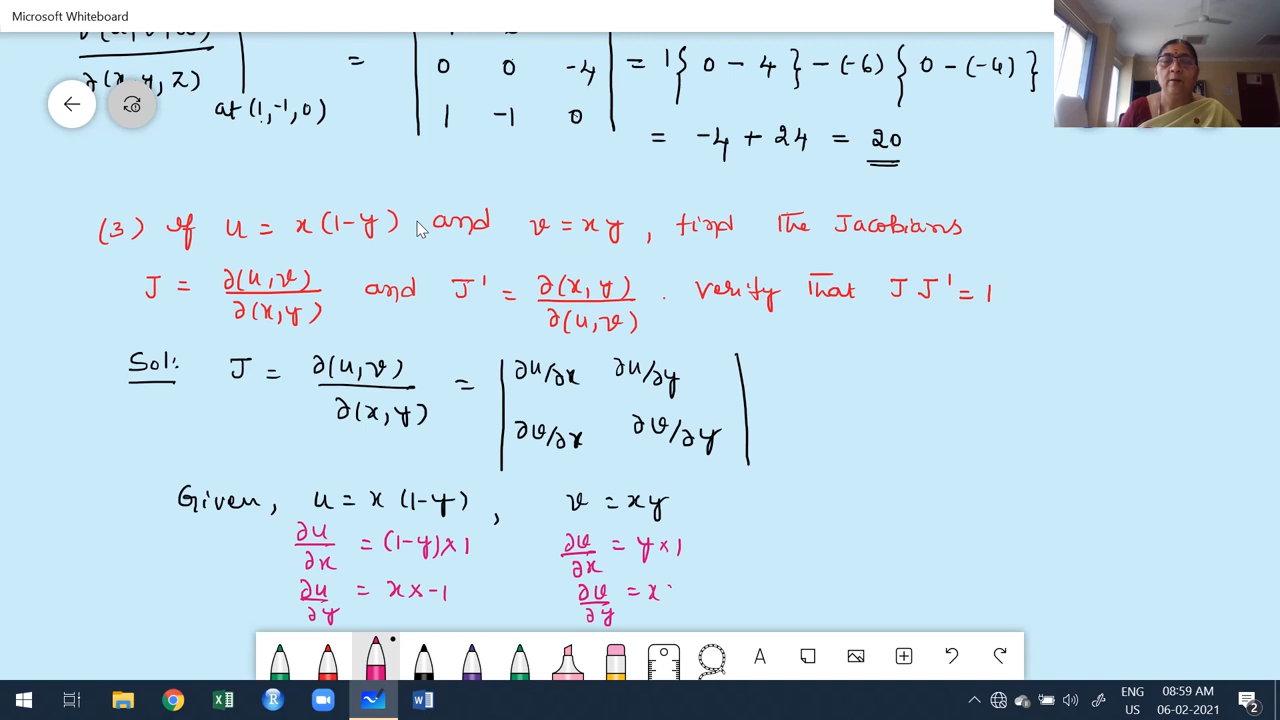 Microsoft Whiteboard
∂(x, y, z)
at (1, -1, 0)
=
0 0 -4
1 -1 0
= 1{ 0 - 4 } - (-6) { 0 - (-4) }
= -4 + 24 = 20
(3) If u = x(1-y) and v = xy, find the Jacobians
J = ∂(u,v)/∂(x,y) and J' = ∂(x,y)/∂(u,v). Verify that JJ' = 1
Sol: J = ∂(u,v)/∂(x,y) = | ∂u/∂x ∂u/∂y |
| ∂v/∂x ∂v/∂y |
Given, u = x(1-y), v = xy
∂u/∂x = (1-y)×1 ∂v/∂x = y×1
∂u/∂y = x×-1 ∂v/∂y = x
A
ENG
US
08:59 AM
06-02-2021
2